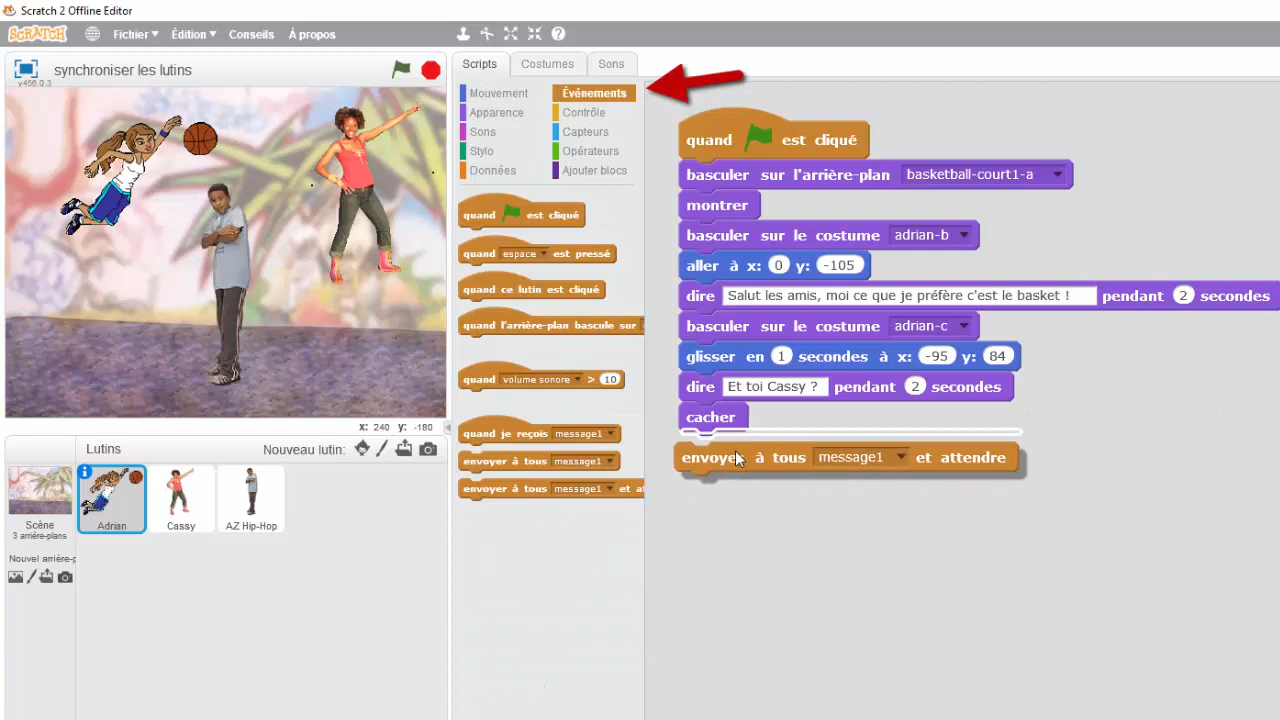 Scratch 2 Offline Editor
SCRATCH Fichier Édition Conseils À propos
synchroniser les lutins
v456.0.3
Scripts Costumes Sons
Mouvement Événements
Apparence Contrôle
Sons Capteurs
Stylo Opérateurs
Données Ajouter blocs
quand est cliqué
quand espace est pressé
quand ce lutin est cliqué
quand l'arrière-plan bascule sur
quand volume sonore > 10
quand je reçois message1
envoyer à tous message1
envoyer à tous message1 et at
quand est cliqué
basculer sur l'arrière-plan basketball-court1-a
montrer
basculer sur le costume adrian-b
aller à x: 0 y: -105
dire Salut les amis, moi ce que je préfère c'est le basket ! pendant 2 secondes
basculer sur le costume adrian-c
glisser en 1 secondes à x: -95 y: 84
dire Et toi Cassy ? pendant 2 secondes
cacher
envoyer à tous message1 et attendre
x: 240 y: -180
Lutins Nouveau lutin:
Scène
3 arrière-plans
Adrian Cassy AZ Hip-Hop
Nouvel arrière-p